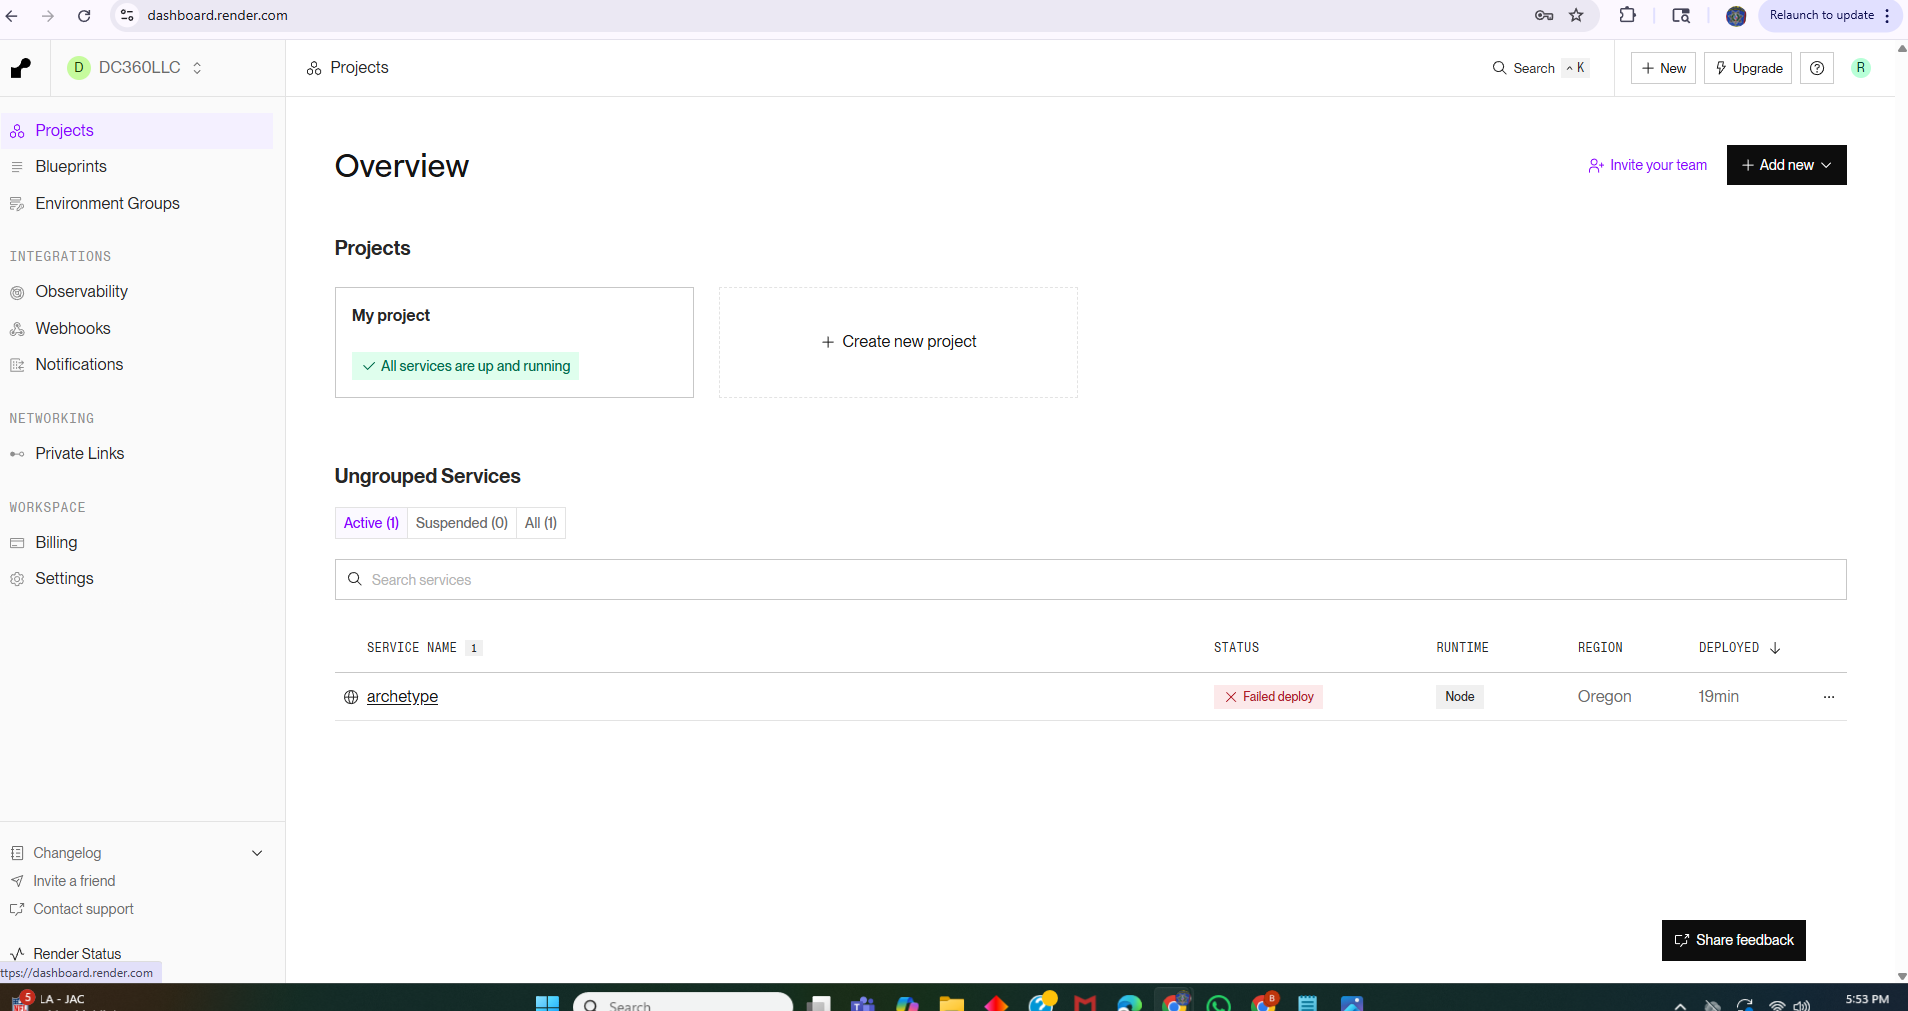 dashboard.render.com
Relaunch to update
D DC360LLC
Projects
Search ^ K
+ New
Upgrade
R
Projects
Blueprints
Environment Groups
INTEGRATIONS
Observability
Webhooks
Notifications
NETWORKING
Private Links
WORKSPACE
Billing
Settings
Changelog
Invite a friend
Contact support
Render Status
ttps://dashboard.render.com
Overview
Invite your team
+ Add new
Projects
My project
All services are up and running
+ Create new project
Ungrouped Services
Active (1) Suspended (0) All (1)
Search services
SERVICE NAME 1 STATUS RUNTIME REGION DEPLOYED
archetype Failed deploy Node Oregon 19min
Share feedback
5 LA - JAC
Search
B
5:53 PM